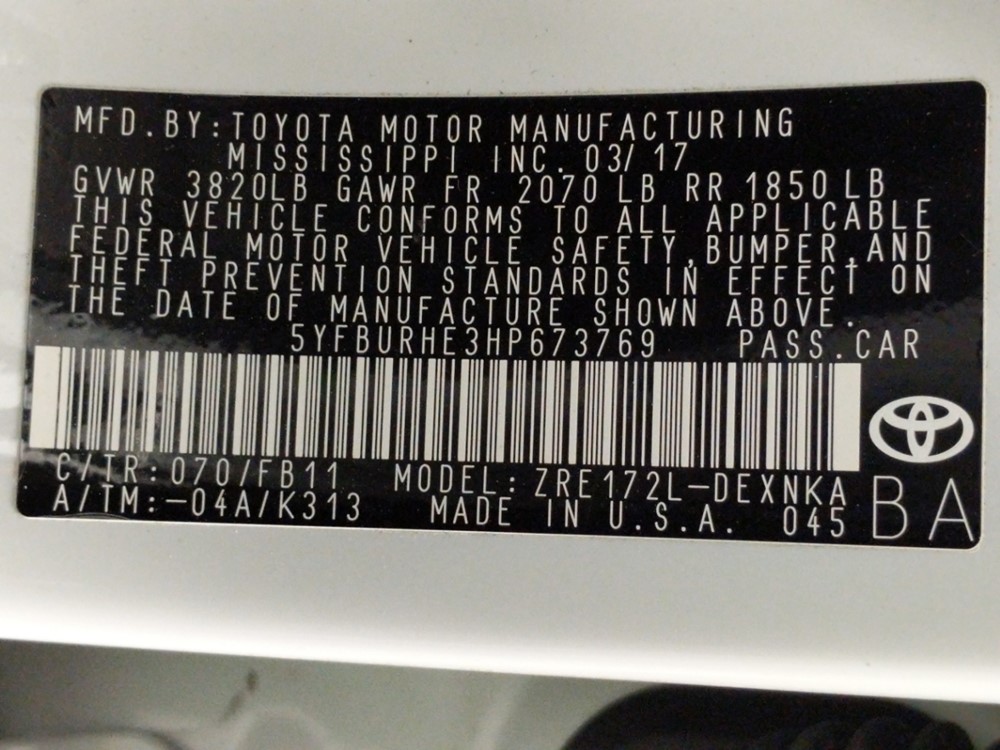 MFD.BY:TOYOTA MOTOR MANUFACTURING
MISSISSIPPI INC. 03/17
GVWR 3820LB GAWR FR 2070 LB RR 1850 LB
THIS VEHICLE CONFORMS TO ALL APPLICABLE
FEDERAL MOTOR VEHICLE SAFETY,BUMPER,AND
THEFT PREVENTION STANDARDS IN EFFECT ON
THE DATE OF MANUFACTURE SHOWN ABOVE.
5YFBURHE3HP673769 PASS.CAR
C/TR:070/FB11 MODEL:ZRE172L-DEXNKA
A/TM:-04A/K313 MADE IN U.S.A. 045 BA